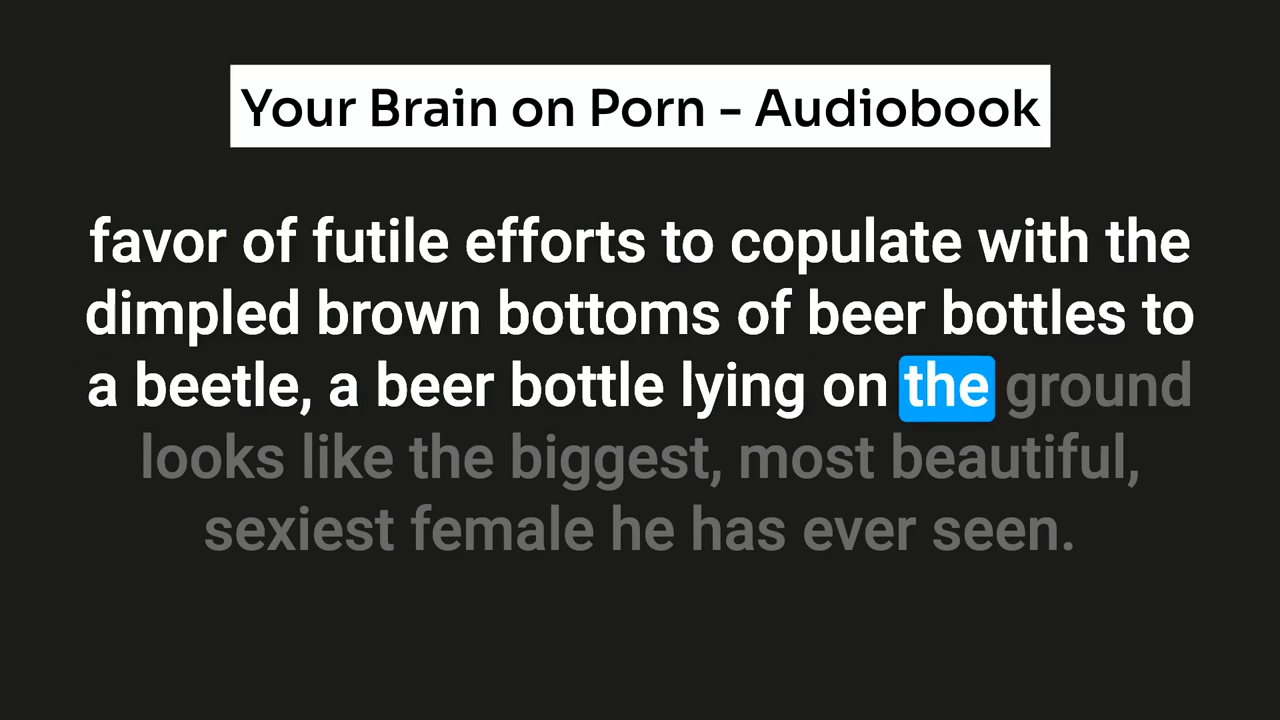 Your Brain on Porn - Audiobook
favor of futile efforts to copulate with the
dimpled brown bottoms of beer bottles to
a beetle, a beer bottle lying on the ground
looks like the biggest, most beautiful,
sexiest female he has ever seen.